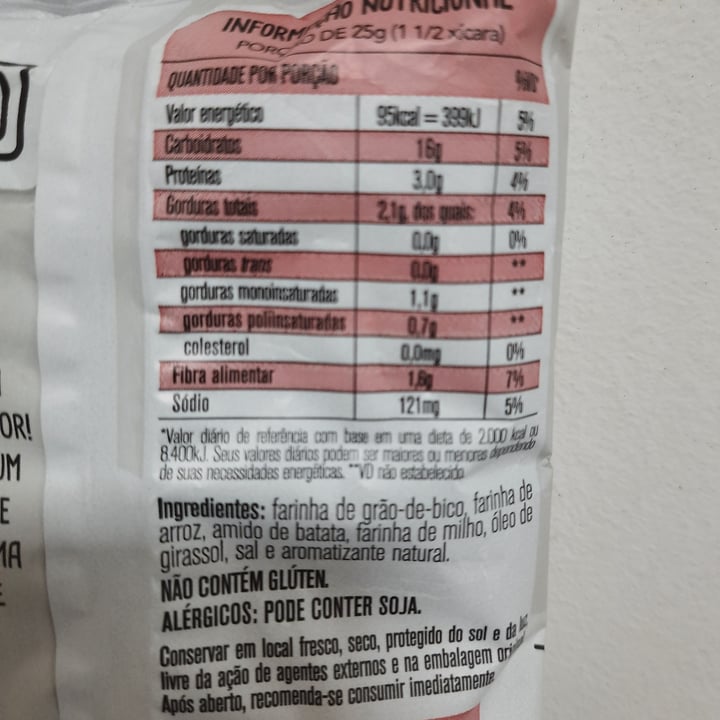 INFORMAÇÃO NUTRICIONAL
PORÇÃO DE 25g (1 1/2 xícara)
QUANTIDADE POR PORÇÃO %VD*
Valor energético 95kcal = 399kJ 5%
Carboidratos 16g 5%
Proteínas 3,0g 4%
Gorduras totais 2,1g, dos quais: 4%
gorduras saturadas 0,0g 0%
gorduras trans 0,0g **
gorduras monoinsaturadas 1,1g **
gorduras poliinsaturadas 0,7g **
colesterol 0,0mg 0%
Fibra alimentar 1,6g 7%
Sódio 121mg 5%
*Valor diário de referência com base em uma dieta de 2.000 kcal ou
8.400kJ. Seus valores diários podem ser maiores ou menores dependendo
de suas necessidades energéticas. **VD não estabelecido.
Ingredientes: farinha de grão-de-bico, farinha de
arroz, amido de batata, farinha de milho, óleo de
girassol, sal e aromatizante natural.
NÃO CONTÉM GLÚTEN.
ALÉRGICOS: PODE CONTER SOJA.
Conservar em local fresco, seco, protegido do sol e da luz
livre da ação de agentes externos e na embalagem
Após aberto, recomenda-se consumir imediatamente
OR!
UM
E
MA
E